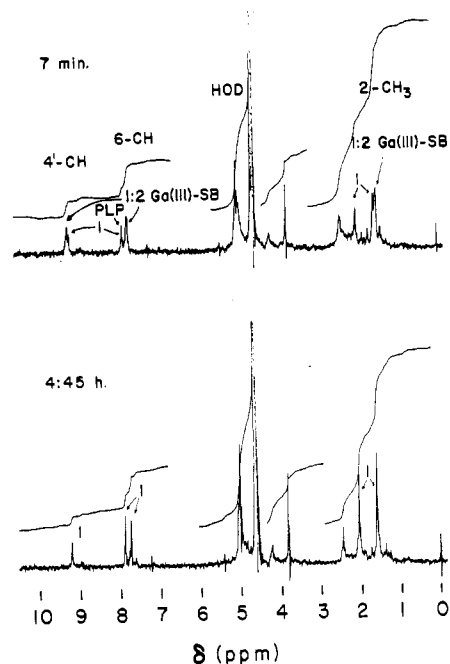 7 min.
HOD
2-CH₃
6-CH
4'-CH
1:2 Ga(III)-SB
1:2 Ga(III)-SB
PLP
I
I
4:45 h.
I
I
I
10 9 8 7 6 5 4 3 2 1 0
δ (ppm)